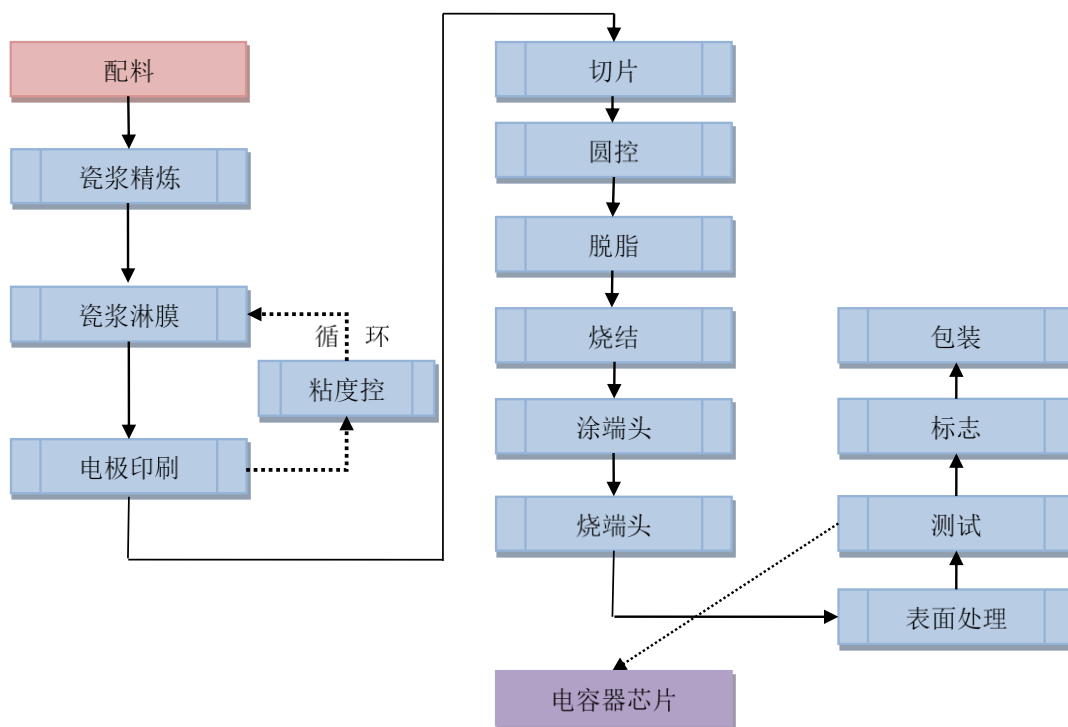 配料
瓷浆精炼
瓷浆淋膜
循 环
粘度控
电极印刷
切片
圆控
脱脂
烧结
涂端头
烧端头
包装
标志
测试
表面处理
电容器芯片